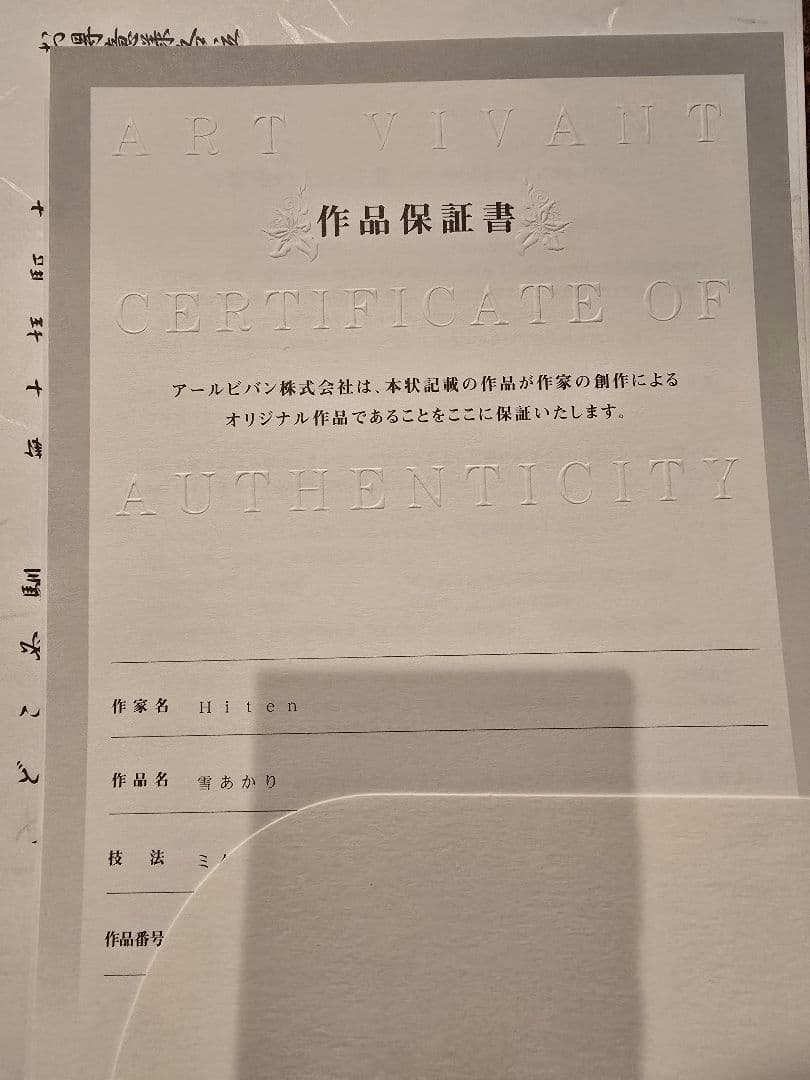 ART VIVANT
作品保証書
CERTIFICATE OF
アールビバン株式会社は、本状記載の作品が作家の創作による
オリジナル作品であることをここに保証いたします。
AUTHENTICITY
作家名 Hiten
作品名 雪あかり
技 法 ミ
作品番号